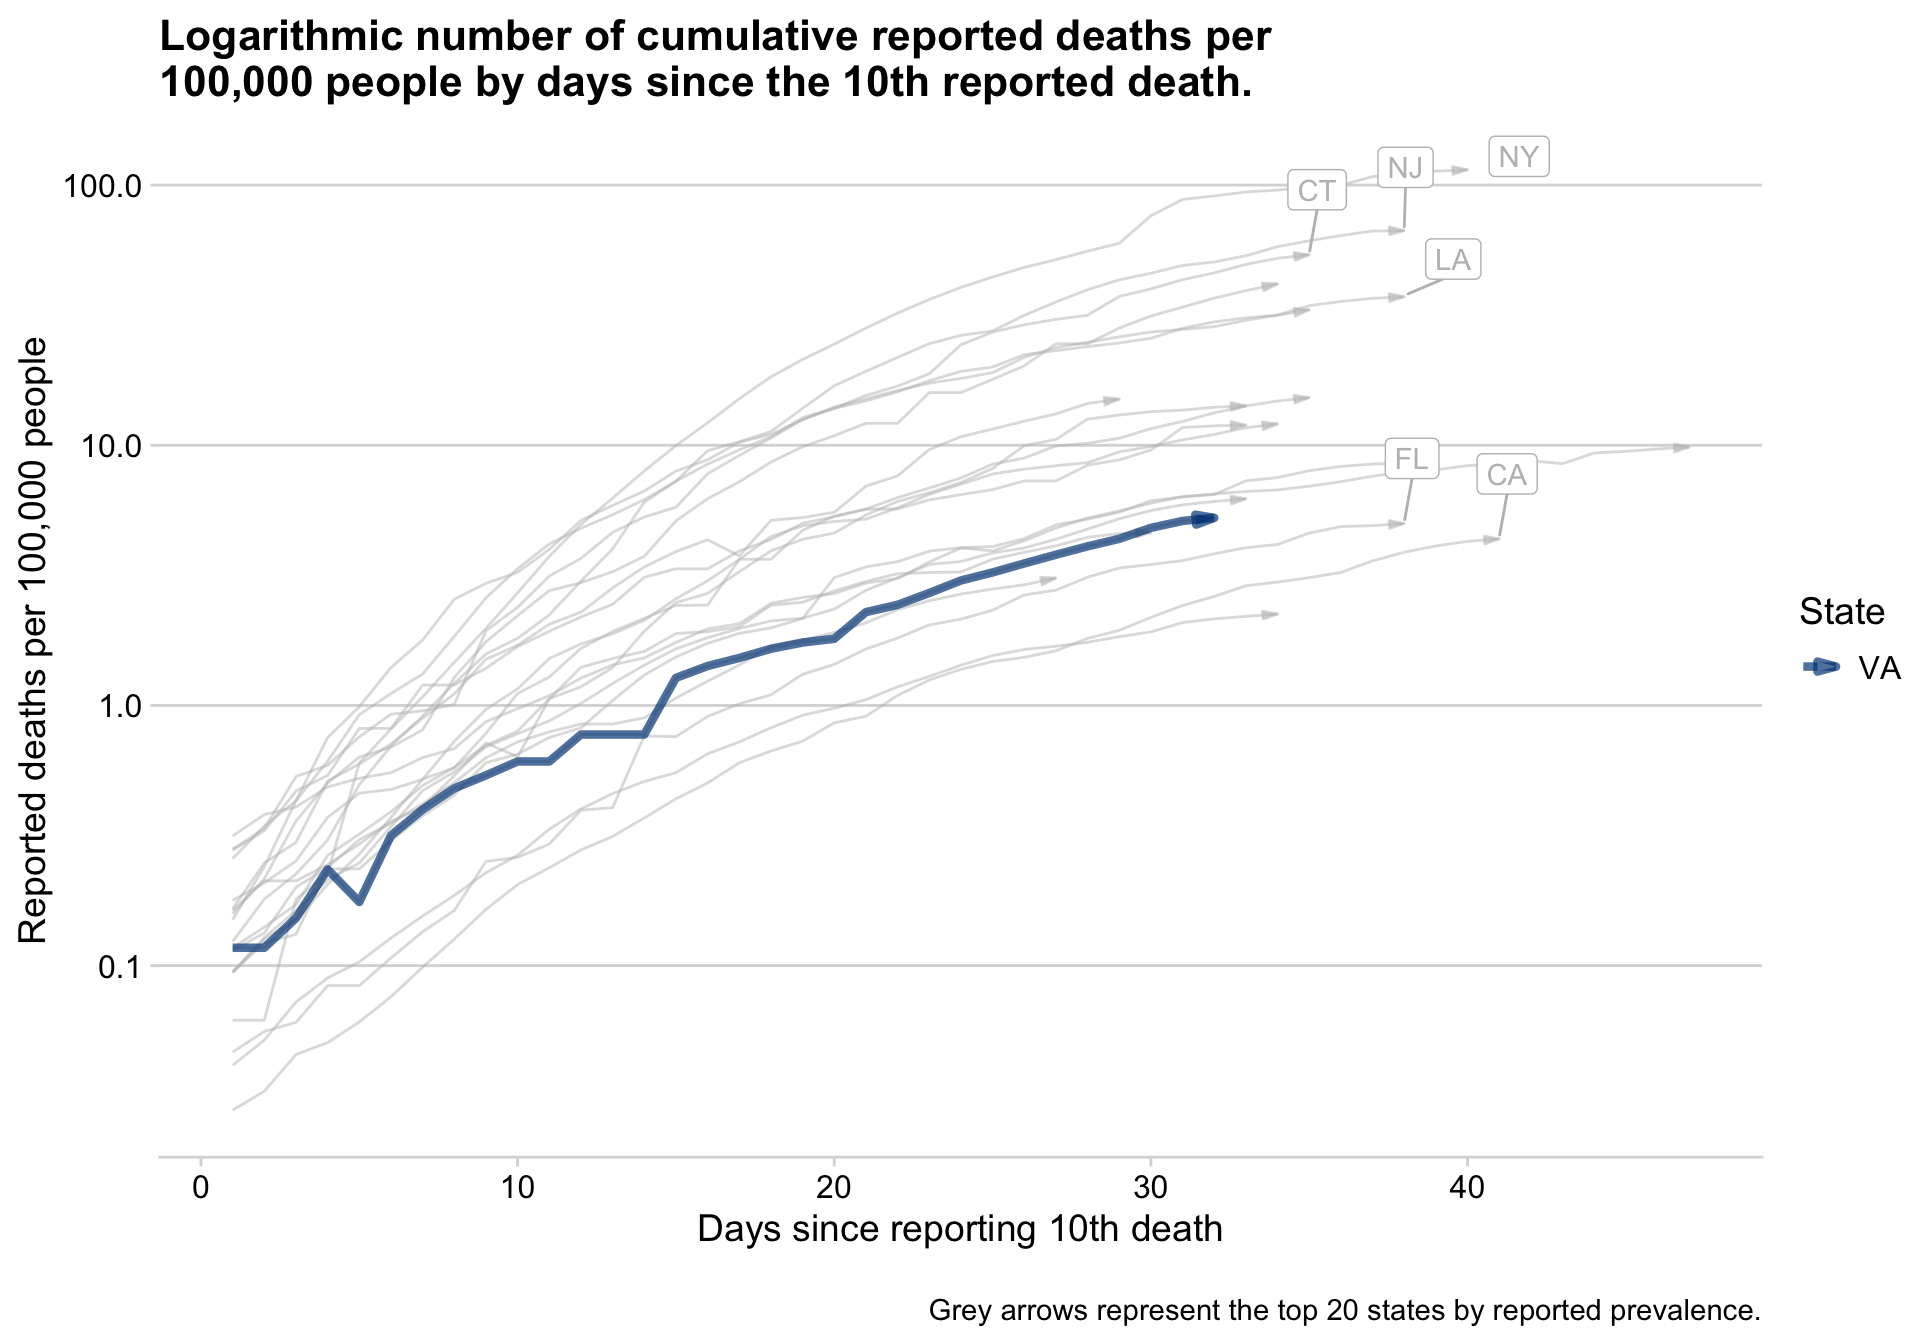 Logarithmic number of cumulative reported deaths per
100,000 people by days since the 10th reported death.
NY
NJ
CT
100.0
LA
Reported deaths per 100,000 people
10.0
FL
CA
State
VA
1.0
0.1
0
10
20
30
40
Days since reporting 10th death
Grey arrows represent the top 20 states by reported prevalence.